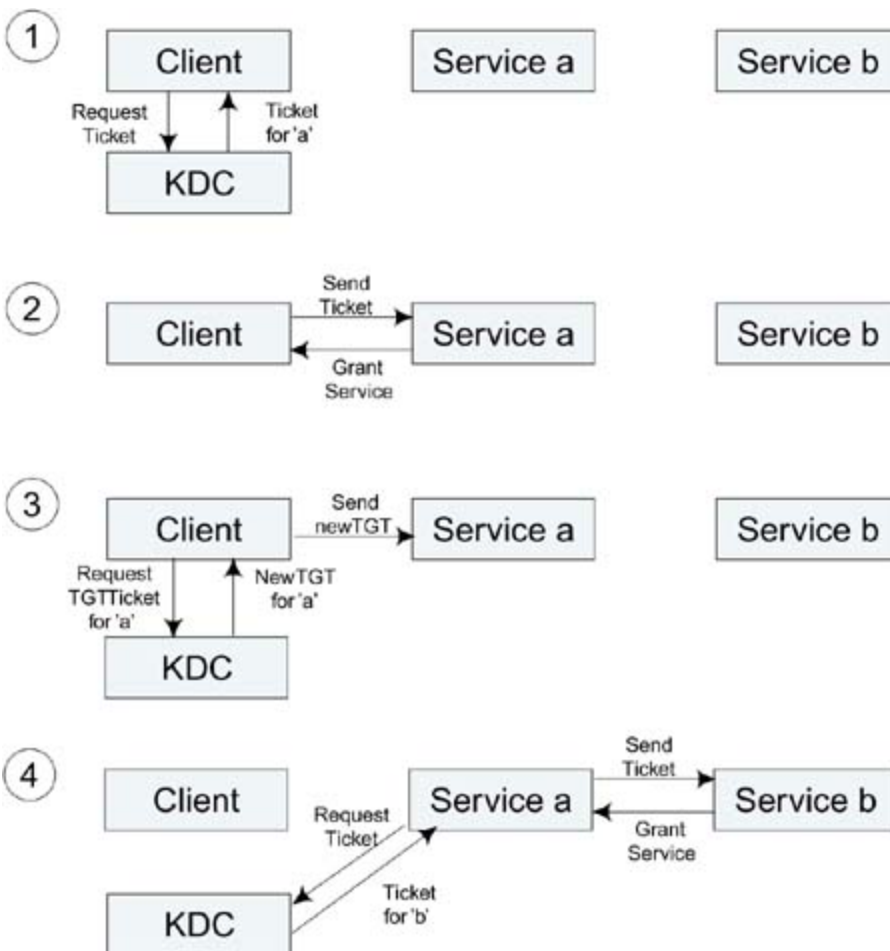 1
Client
Service a
Service b
Request
Ticket
Ticket
for 'a'
KDC
2
Send
Ticket
Client
Service a
Service b
Grant
Service
3
Client
Send
newTGT
Service a
Service b
Request
TGTTicket
for 'a'
NewTGT
for 'a'
KDC
4
Client
Service a
Send
Ticket
Service b
Request
Ticket
Grant
Service
Ticket
for 'b'
KDC